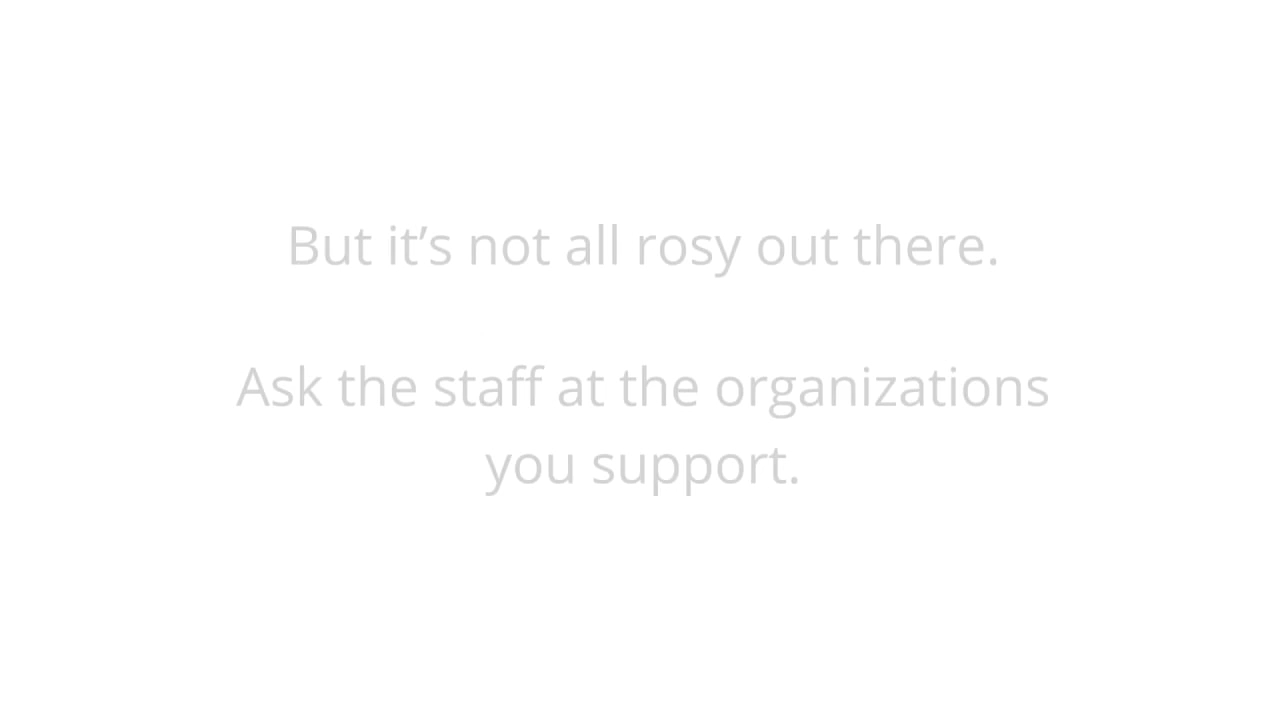 But it’s not all rosy out there.
Ask the staff at the organizations
you support.